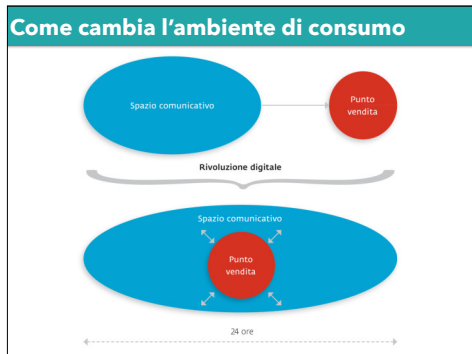 Come cambia l’ambiente di consumo
Spazio comunicativo
Punto
vendita
Rivoluzione digitale
Spazio comunicativo
Punto
vendita
24 ore